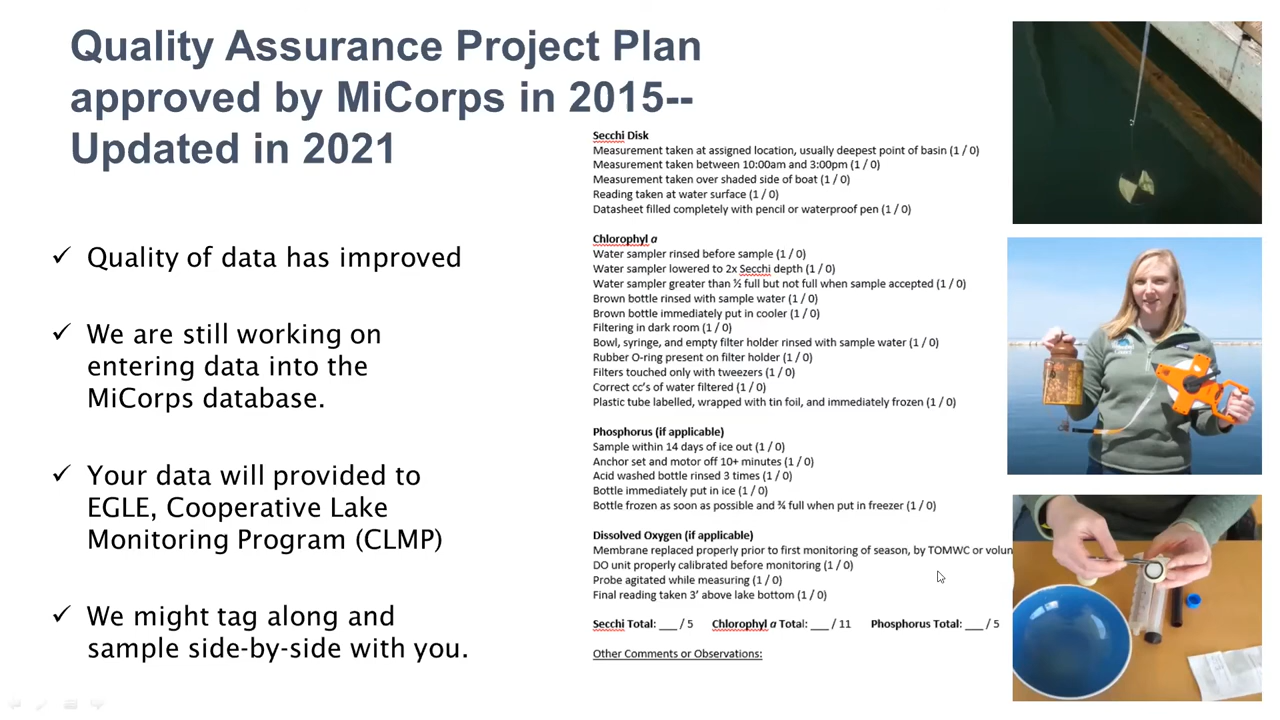 Quality Assurance Project Plan
approved by MiCorps in 2015--
Updated in 2021
Quality of data has improved
We are still working on
entering data into the
MiCorps database.
Your data will provided to
EGLE, Cooperative Lake
Monitoring Program (CLMP)
We might tag along and
sample side-by-side with you.
Secchi Disk
Measurement taken at assigned location, usually deepest point of basin (1 / 0)
Measurement taken between 10:00am and 3:00pm (1 / 0)
Measurement taken over shaded side of boat (1 / 0)
Reading taken at water surface (1 / 0)
Datasheet filled completely with pencil or waterproof pen (1 / 0)
Chlorophyl a
Water sampler rinsed before sample (1 / 0)
Water sampler lowered to 2x Secchi depth (1 / 0)
Water sampler greater than ½ full but not full when sample accepted (1 / 0)
Brown bottle rinsed with sample water (1 / 0)
Brown bottle immediately put in cooler (1 / 0)
Filtering in dark room (1 / 0)
Bowl, syringe, and empty filter holder rinsed with sample water (1 / 0)
Rubber O-ring present on filter holder (1 / 0)
Filters touched only with tweezers (1 / 0)
Correct cc's of water filtered (1 / 0)
Plastic tube labelled, wrapped with tin foil, and immediately frozen (1 / 0)
Phosphorus (if applicable)
Sample within 14 days of ice out (1 / 0)
Anchor set and motor off 10+ minutes (1 / 0)
Acid washed bottle rinsed 3 times (1 / 0)
Bottle immediately put in ice (1 / 0)
Bottle frozen as soon as possible and ¾ full when put in freezer (1 / 0)
Dissolved Oxygen (if applicable)
Membrane replaced properly prior to first monitoring of season, by TOMWC or volun
DO unit properly calibrated before monitoring (1 / 0)
Probe agitated while measuring (1 / 0)
Final reading taken 3' above lake bottom (1 / 0)
Secchi Total: ___ / 5 Chlorophyl a Total: ___ / 11 Phosphorus Total: ___ / 5
Other Comments or Observations: